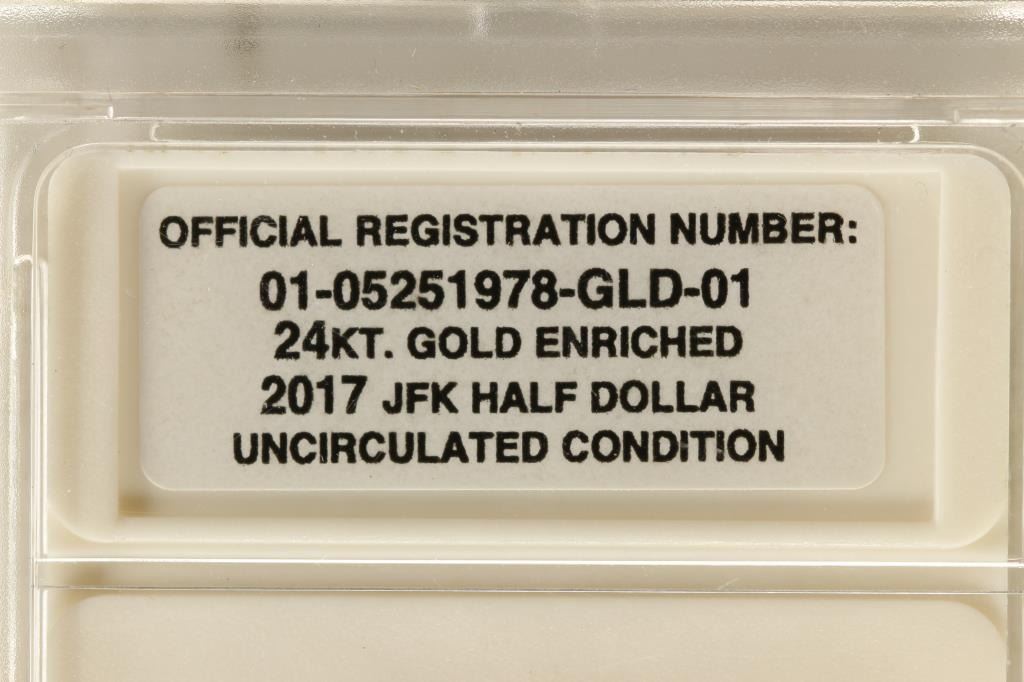 OFFICIAL REGISTRATION NUMBER:
01-05251978-GLD-01
24KT. GOLD ENRICHED
2017 JFK HALF DOLLAR
UNCIRCULATED CONDITION